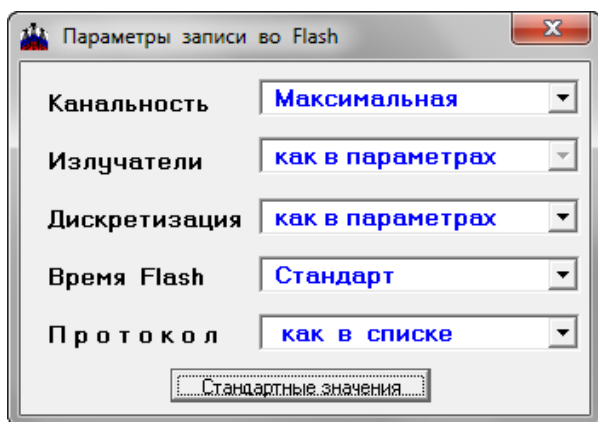 Параметры записи во Flash
Канальность Максимальная
Излучатели как в параметрах
Дискретизация как в параметрах
Время Flash Стандарт
Протокол как в списке
Стандартные значения